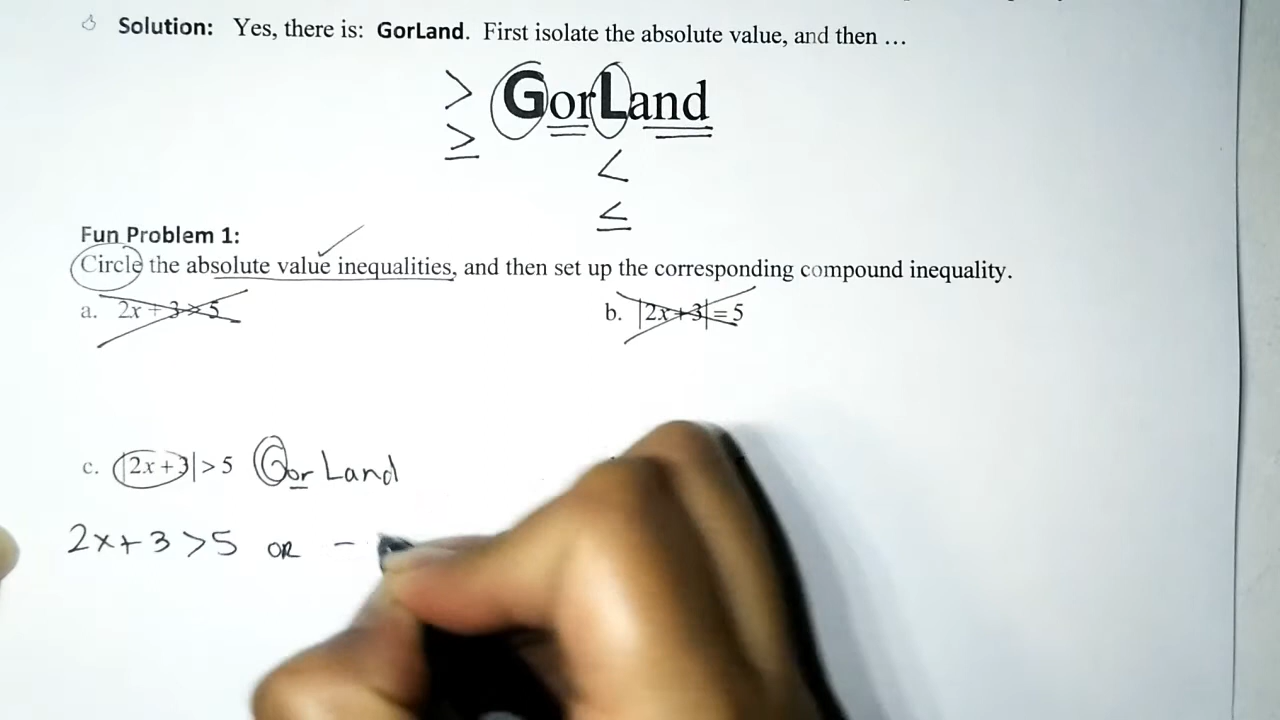 Solution: Yes, there is: GorLand. First isolate the absolute value, and then …
> GorLand
≥
<
≤
Fun Problem 1:
Circle the absolute value inequalities, and then set up the corresponding compound inequality.
a. 2x + 3 > 5 b. |2x+3| = 5
c. |2x+3| > 5 Gor Land
2x+3 >5 OR -